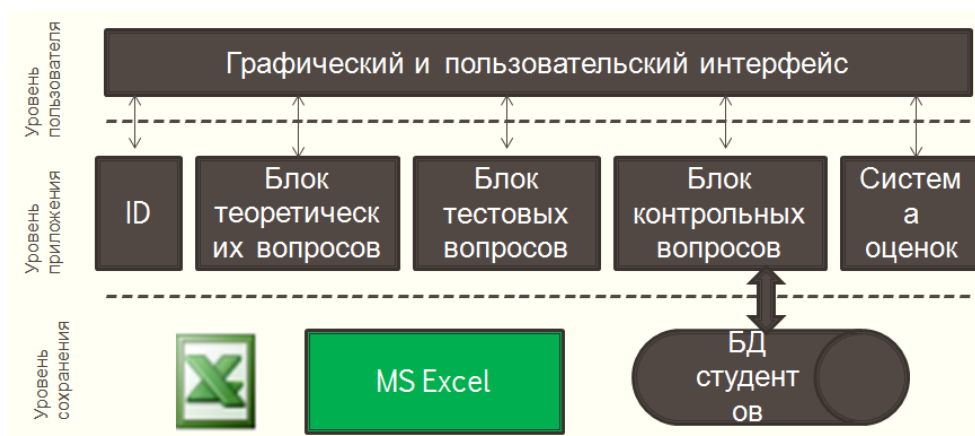 Уровень
пользователя
Графический и пользовательский интерфейс
Уровень
приложения
ID
Блок
теоретическ
их вопросов
Блок
тестовых
вопросов
Блок
контрольных
вопросов
Систем
а
оценок
Уровень
сохранения
MS Excel
БД
студент
ов